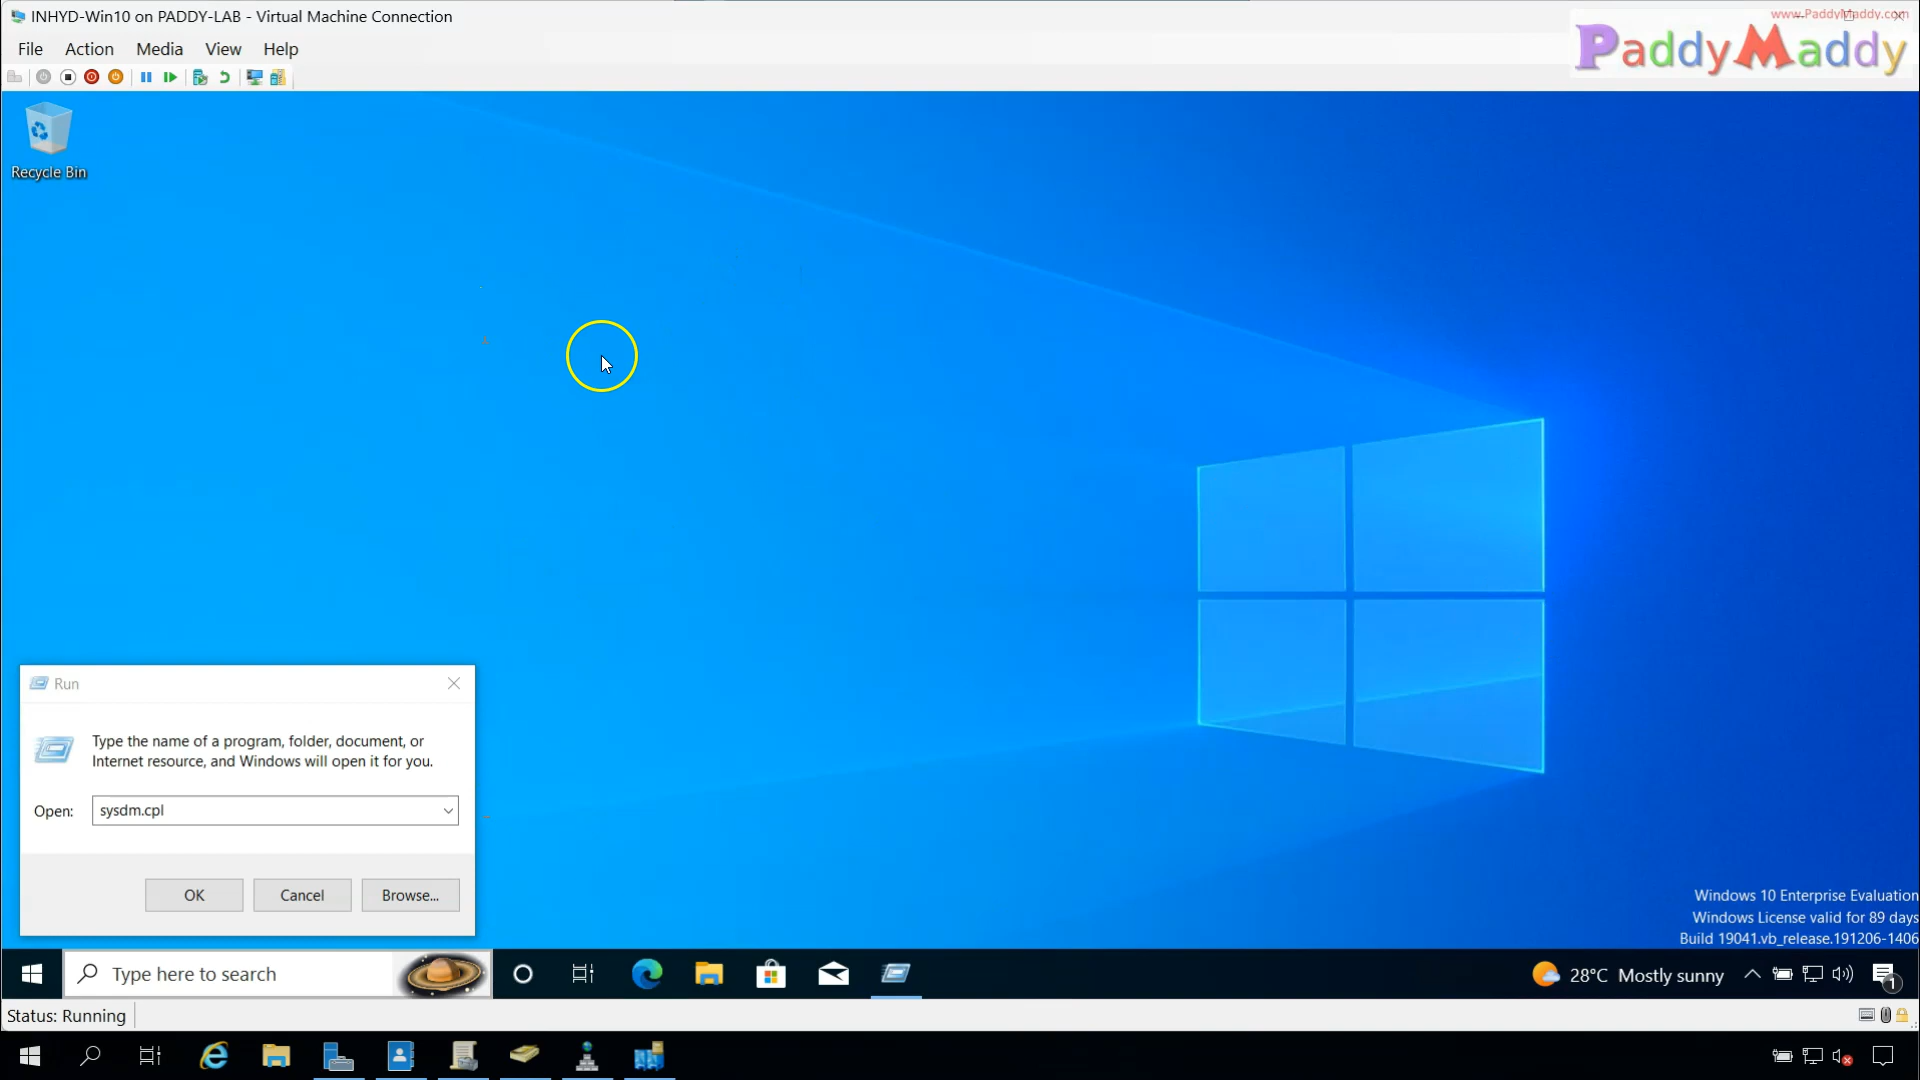 INHYD-Win10 on PADDY-LAB - Virtual Machine Connection
www.PaddyMaddy.com
File Action Media View Help
PaddyMaddy
Recycle Bin
Run
Type the name of a program, folder, document, or
Internet resource, and Windows will open it for you.
Open: sysdm.cpl
OK Cancel Browse...
Windows 10 Enterprise Evaluation
Windows License valid for 89 days
Build 19041.vb_release.191206-1406
Type here to search
28°C Mostly sunny
1
Status: Running